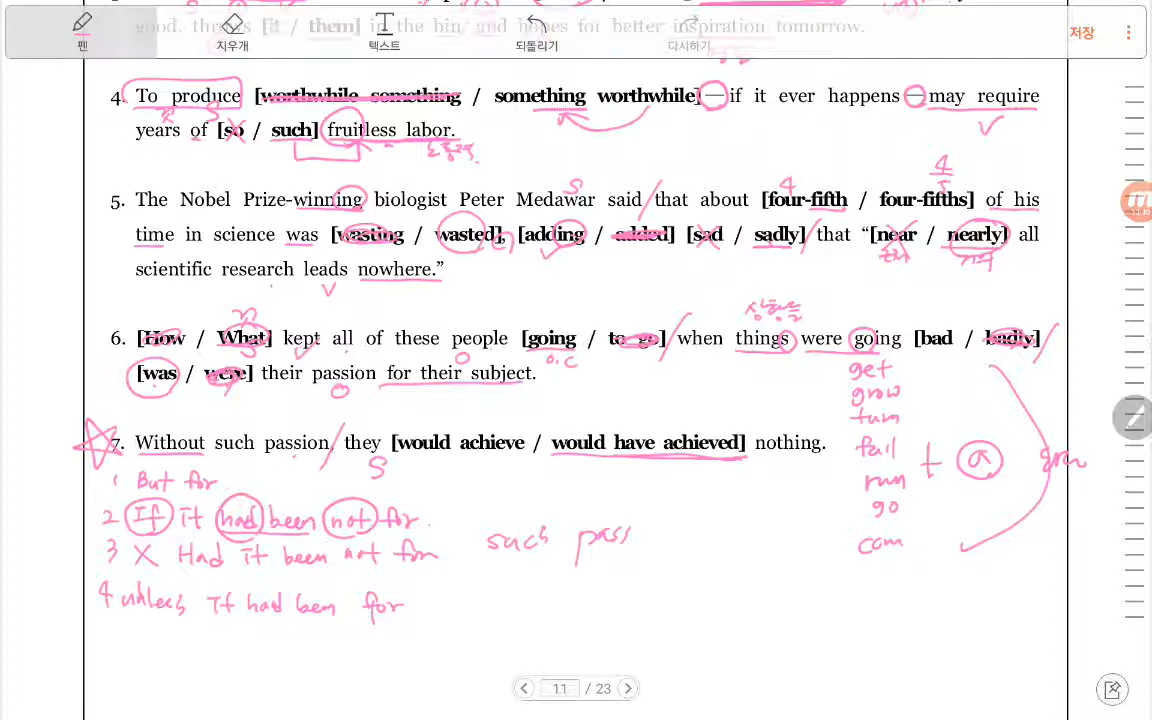 good. throws [it / them] in the bin, and hopes for better inspiration tomorrow.
펜 지우개 텍스트 되돌리기 다시하기 저장
4. To produce [worthwhile something / something worthwhile] — if it ever happens — may require
years of [so / such] fruitless labor.
4
5
5. The Nobel Prize-winning biologist Peter Medawar said that about [four-fifth / four-fifths] of his
time in science was [wasting / wasted], [adding / added] [sad / sadly] that “[near / nearly] all
scientific research leads nowhere.”
상황들
6. [How / What] kept all of these people [going / to go] when things were going [bad / badly]
O O.C
[was / were] their passion for their subject.
O
get
grow
turn
fall
run
go
com
+ a
7. Without such passion, they [would achieve / would have achieved] nothing.
S
1 But for
2 If it had been not for
3 X Had it been not for
such pass
4 unless it had been for
11 / 23